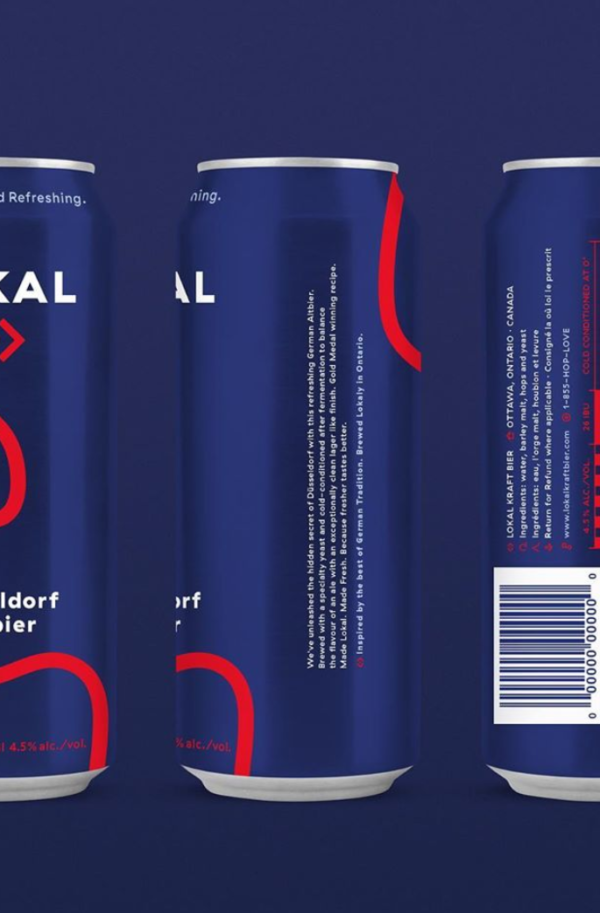 d Refreshing.
KAL
ldorf
bier
l 4.5% alc./vol.
ning.
AL
orf
r
% alc./vol.
We've unleashed the hidden secret of Düsseldorf with this refreshing German Altbier.
Brewed with a specialty yeast and cold-conditioned after fermentation to balance
the flavour of an ale with an exceptionally clean lager like finish. Gold Medal winning recipe.
Made Lokal. Made Fresh. Because fresher tastes better.
Inspired by the best of German Tradition. Brewed Lokaly in Ontario.
LOKAL KRAFT BIER OTTAWA, ONTARIO · CANADA
Ingredients: water, barley malt, hops and yeast
Ingrédients: eau, l'orge malt, houblon et levure
Return for Refund where applicable · Consigné la où loi le prescrit
www.lokalkraftbier.com 1-855-HOP-LOVE
4.5% ALC./VOL 26 IBU COLD CONDITIONED AT 0°
0 00000 00000 0